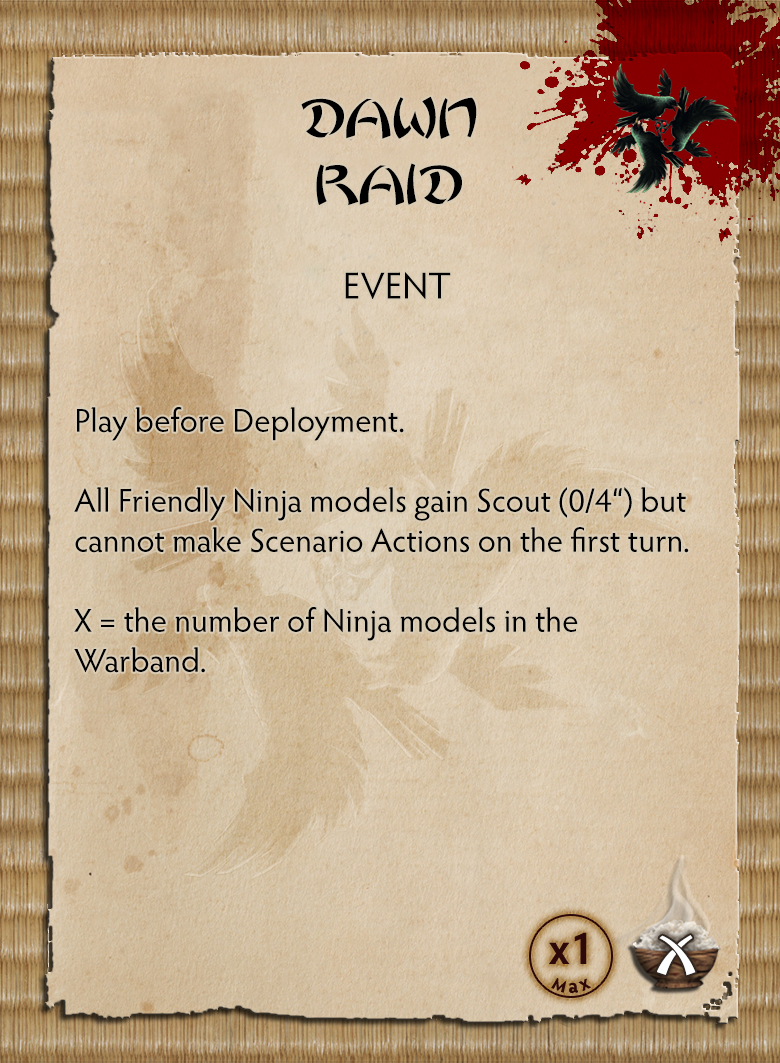 DAWN
RAID
EVENT
Play before Deployment.
All Friendly Ninja models gain Scout (0/4“) but
cannot make Scenario Actions on the first turn.
X = the number of Ninja models in the
Warband.
x1
Max
X